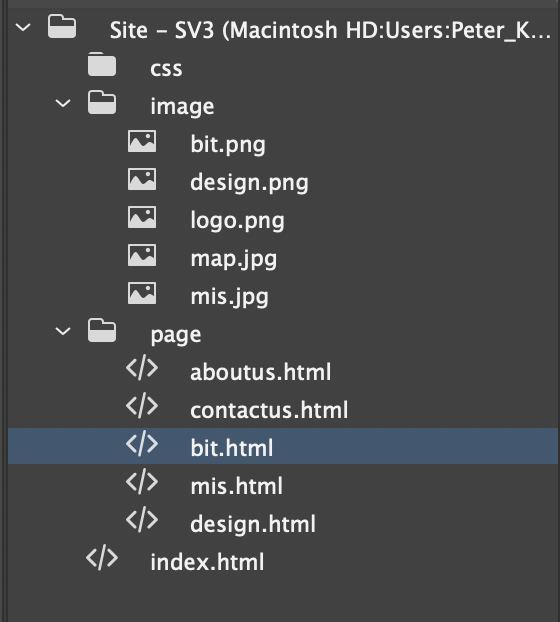 Site – SV3 (Macintosh HD:Users:Peter_K...
css
image
bit.png
design.png
logo.png
map.jpg
mis.jpg
page
aboutus.html
contactus.html
bit.html
mis.html
design.html
index.html